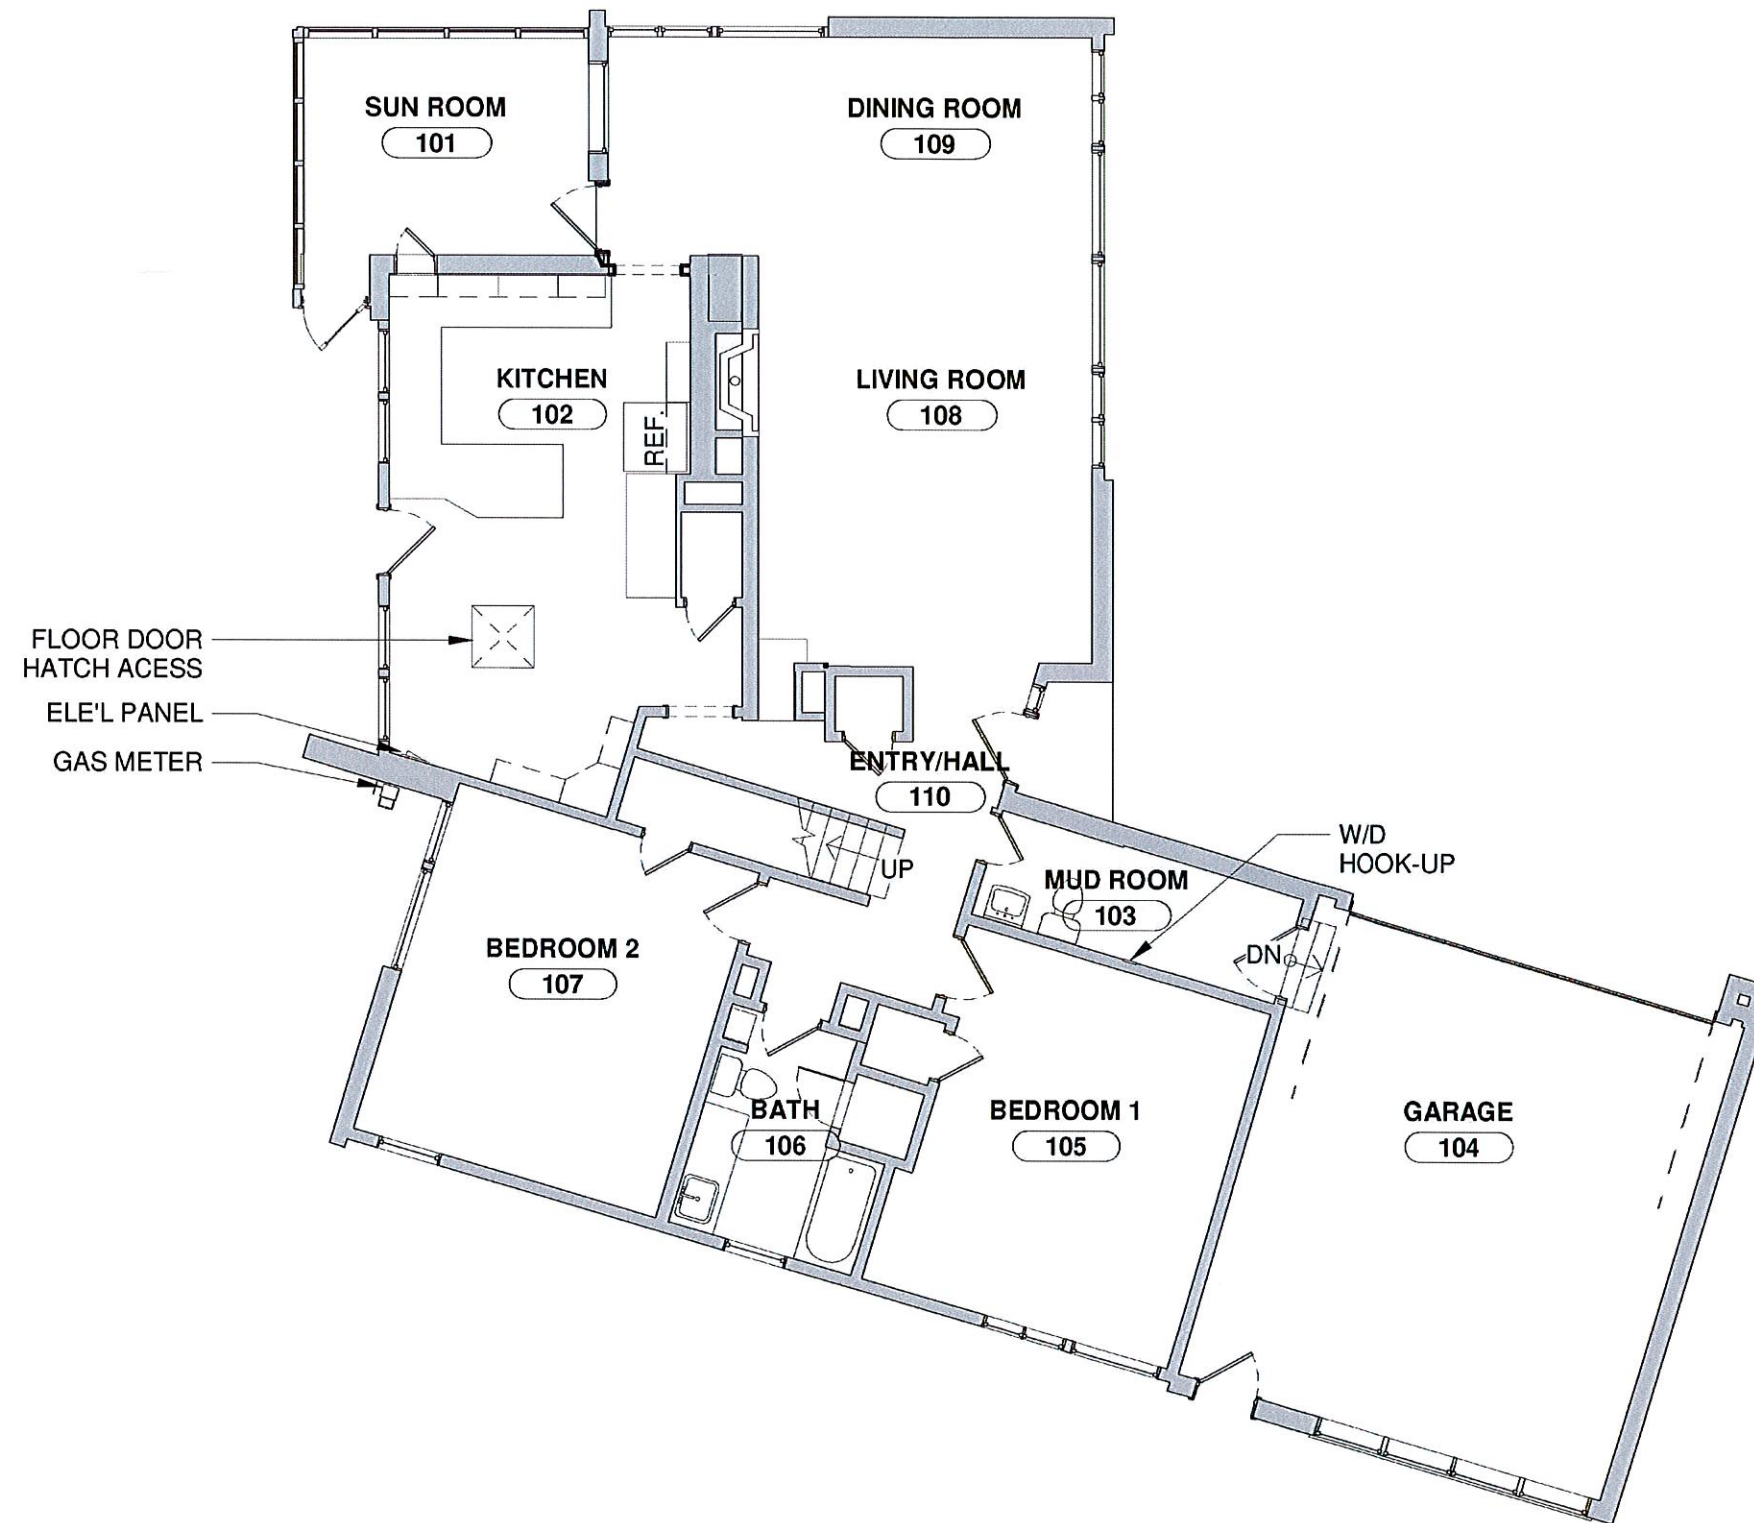 SUN ROOM
101
DINING ROOM
109
KITCHEN
102
REF.
LIVING ROOM
108
FLOOR DOOR
HATCH ACESS
ELE'L PANEL
GAS METER
ENTRY/HALL
110
UP
W/D
HOOK-UP
MUD ROOM
103
DN
BEDROOM 2
107
BATH
106
BEDROOM 1
105
GARAGE
104